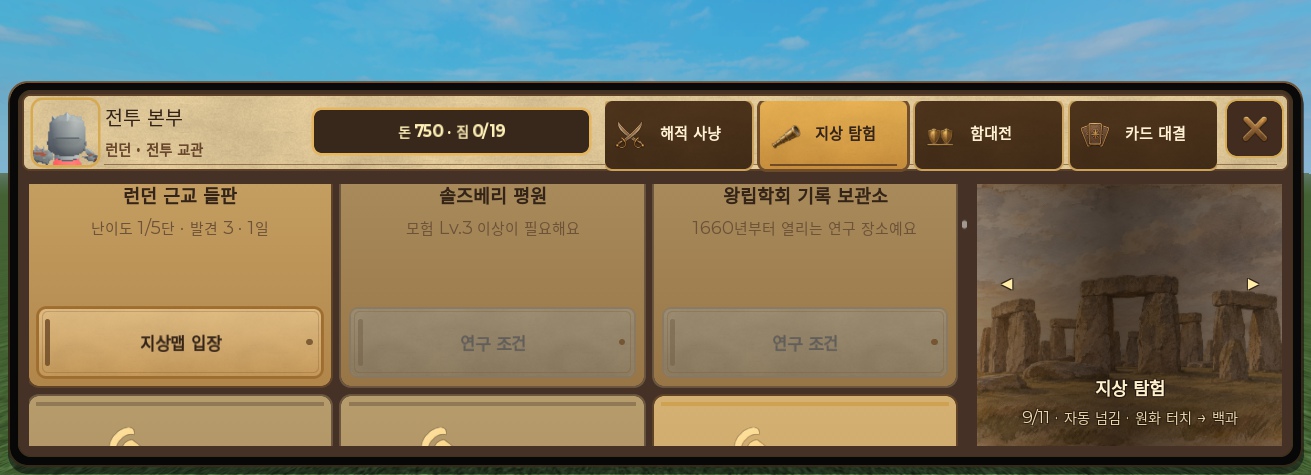 전투 본부
런던 · 전투 교관
돈 750 · 짐 0/19
해적 사냥
지상 탐험
함대전
카드 대결
런던 근교 들판
난이도 1/5단 · 발견 3 · 1일
지상맵 입장
솔즈베리 평원
모험 Lv.3 이상이 필요해요
연구 조건
왕립학회 기록 보관소
1660년부터 열리는 연구 장소예요
연구 조건
지상 탐험
9/11 · 자동 넘김 · 원화 터치 → 백과